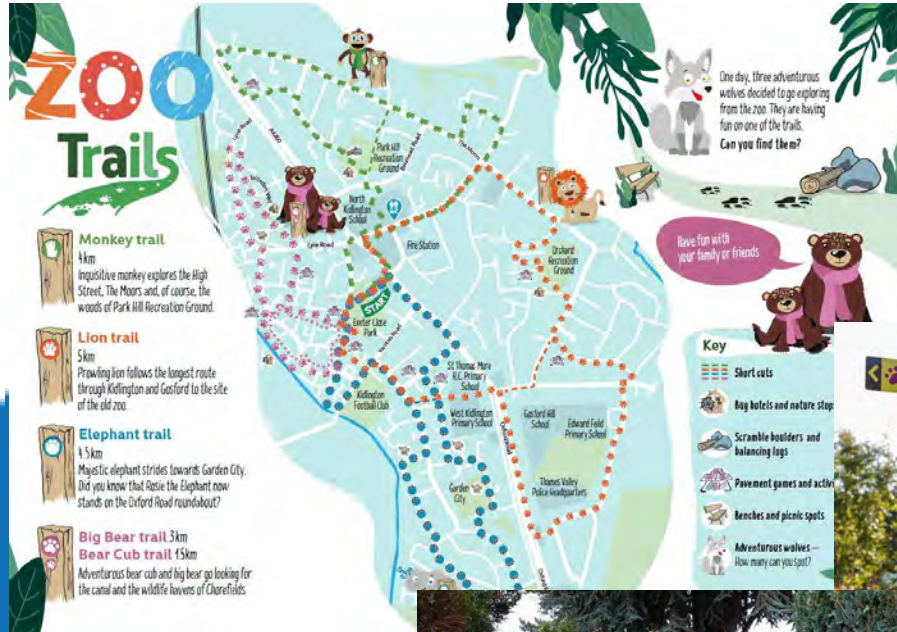 ZOO
Trails
Monkey trail
4km
Inquisitive monkey explores the High
Street, The Moors and, of course, the
woods of Park Hill Recreation Ground.
Lion trail
5km
Prowling lion follows the longest route
through Kidlington and Gosford to the site
of the old zoo.
Elephant trail
4.5km
Majestic elephant strides towards Garden City.
Did you know that Rosie the Elephant now
stands on the Oxford Road roundabout?
Big Bear trail 3km
Bear Cub trail 1.5km
Adventurous bear cub and big bear go looking for
the canal and the wildlife havens of Chorefields.
One day, three adventurous
wolves decided to go exploring
from the zoo. They are having
fun on one of the trails.
Can you find them?
Have fun with
your family or friends
Lyne Road
A4260
Park Hill
Recreation
Ground
The Moors
North
Kidlington
School
Lyne Road
Fire Station
Orchard
Recreation
Ground
START
Exeter Close
Park
St Thomas More
R.C. Primary
School
Kidlington
Football Club
West Kidlington
Primary School
Gosford Hill
School
Edward Feild
Primary School
Garden
City
Thames Valley
Police Headquarters
Key
Short cuts
Bug hotels and nature stop
Scramble boulders and
balancing logs
Pavement games and activi
Benches and picnic spots
Adventurous wolves –
How many can you spot?